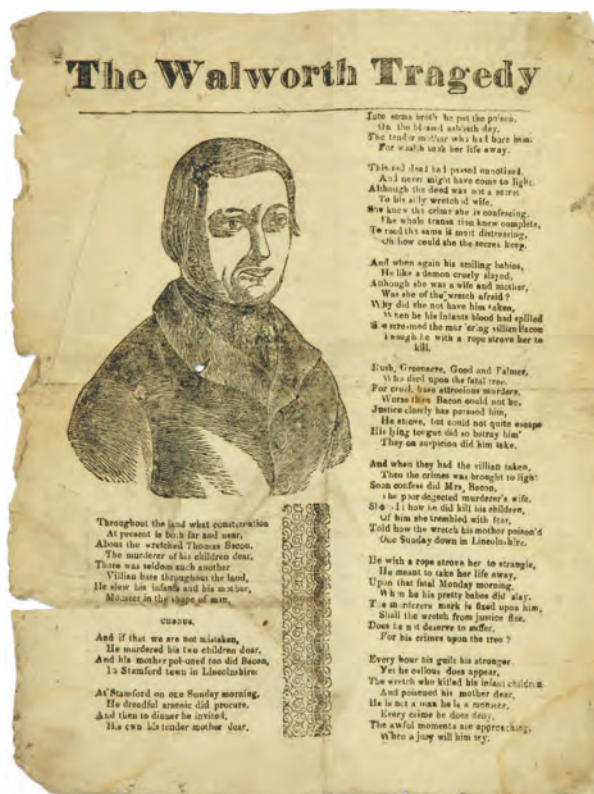 The Walworth Tragedy
Throughout the land what consternation
At present is both far and near,
About the wretched Thomas Bacon,
The murderer of his children dear,
There was seldom such another
Villian base throughout the land,
He slew his infants and his mother,
Monster in the shape of man.
CHORUS.
And if that we are not mistaken,
He murdered his two children dear,
And his mother poisoned too did Bacon,
In Stamford town in Lincolnshire.
At Stamford on one Sunday morning,
He dreadful arsenic did procure,
And then to dinner he invited,
His own his tender mother dear.
Into some broth he put the poison,
On the blessed sabbath day,
The tender mother who had bore him:
For wealth took her life away.
This sad deed had passed unnoticed,
And never might have come to light,
Although the deed was not a secret
To his silly wretched wife.
She knew the crime she is confessing,
The whole transaction knew complete,
To read the same is most distressing,
Oh how could she the secret keep.
And when again his smiling babies,
He like a demon cruely slayed,
Although she was a wife and mother,
Was she of the wretch afraid?
Why did she not have him taken,
When he his infants blood had spilled
She screamed the mur'ering villian Bacon
Though he with a rope strove her to
kill.
Rush, Greenacre, Good and Palmer,
Who died upon the fatal tree.
For cruel, base attrocious murders,
Worse than Bacon could not be,
Justice closely has pursued him,
He strove, but could not quite escape
His lying tongue did so betray him"
They on suspicion did him take.
And when they had the villian taken,
Then the crimes was brought to light
Soon confess did Mrs. Bacon,
The poor dejected murderer's wife.
She how he did kill his children,
Of him she trembled with fear,
Told how the wretch his mother poison'd
One Sunday down in Lincolnshire.
He with a rope strove her to strangle,
He meant to take her life away,
Upon that fatal Monday morning,
When he his pretty babes did slay.
The murderers mark is fixed upon him,
Shall the wretch from justice flee.
Does he not deserve to suffer,
For his crimes upon the tree?
Every hour his guilt his stronger
Yet he callous does appear,
The wretch who killed his infant children
And poisened his mother dear,
He is not a man he is a monster,
Every crime he does deny,
The awful moments are approaching,
When a jury will him try.